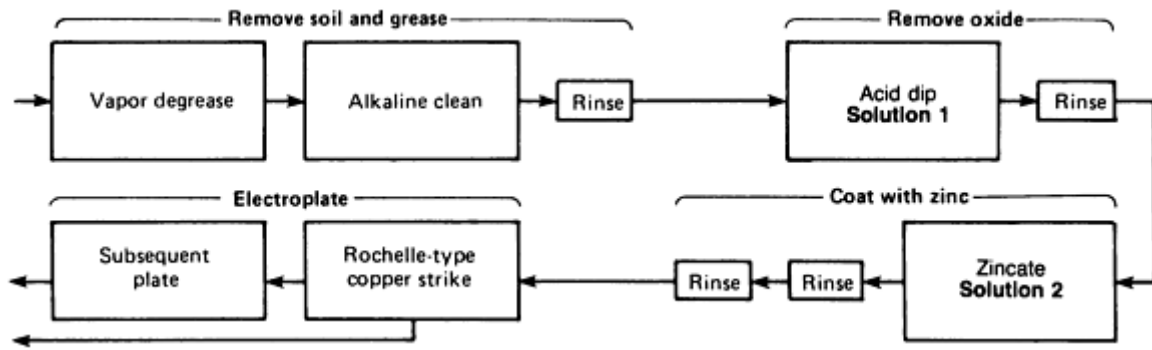 Remove soil and grease
Remove oxide
Vapor degrease
Alkaline clean
Rinse
Acid dip
Solution 1
Rinse
Electroplate
Coat with zinc
Subsequent
plate
Rochelle-type
copper strike
Rinse
Rinse
Zincate
Solution 2